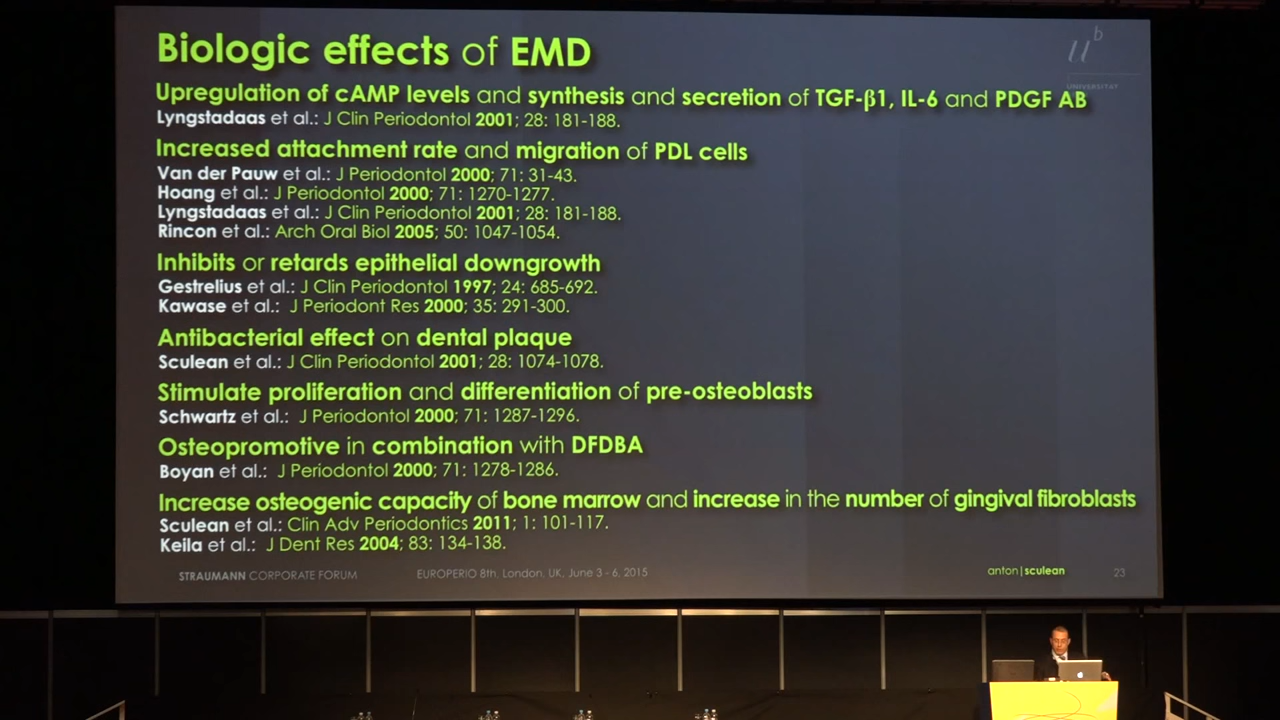 Biologic effects of EMD
u b
UNIVERSITÄT
Upregulation of cAMP levels and synthesis and secretion of TGF-β1, IL-6 and PDGF AB
Lyngstadaas et al.: J Clin Periodontol 2001; 28: 181-188.
Increased attachment rate and migration of PDL cells
Van der Pauw et al.: J Periodontol 2000; 71: 31-43.
Hoang et al.: J Periodontol 2000; 71: 1270-1277.
Lyngstadaas et al.: J Clin Periodontol 2001; 28: 181-188.
Rincon et al.: Arch Oral Biol 2005; 50: 1047-1054.
Inhibits or retards epithelial downgrowth
Gestrelius et al.: J Clin Periodontol 1997; 24: 685-692.
Kawase et al.: J Periodont Res 2000; 35: 291-300.
Antibacterial effect on dental plaque
Sculean et al.: J Clin Periodontol 2001; 28: 1074-1078.
Stimulate proliferation and differentiation of pre-osteoblasts
Schwartz et al.: J Periodontol 2000; 71: 1287-1296.
Osteopromotive in combination with DFDBA
Boyan et al.: J Periodontol 2000; 71: 1278-1286.
Increase osteogenic capacity of bone marrow and increase in the number of gingival fibroblasts
Sculean et al.: Clin Adv Periodontics 2011; 1: 101-117.
Keila et al.: J Dent Res 2004; 83: 134-138.
STRAUMANN CORPORATE FORUM
EUROPERIO 8th, London, UK, June 3 - 6, 2015
anton|sculean
23